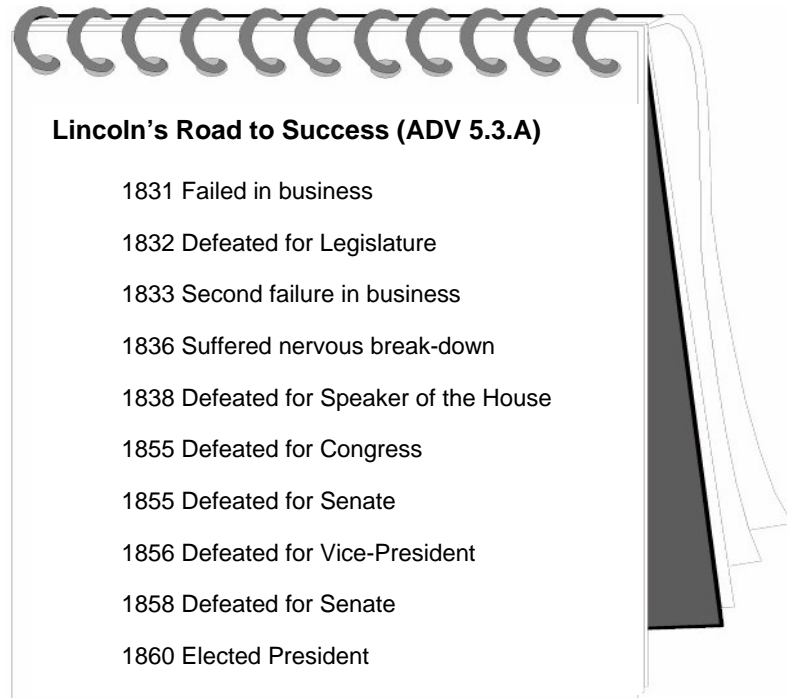 Lincoln’s Road to Success (ADV 5.3.A)
1831 Failed in business
1832 Defeated for Legislature
1833 Second failure in business
1836 Suffered nervous break-down
1838 Defeated for Speaker of the House
1855 Defeated for Congress
1855 Defeated for Senate
1856 Defeated for Vice-President
1858 Defeated for Senate
1860 Elected President